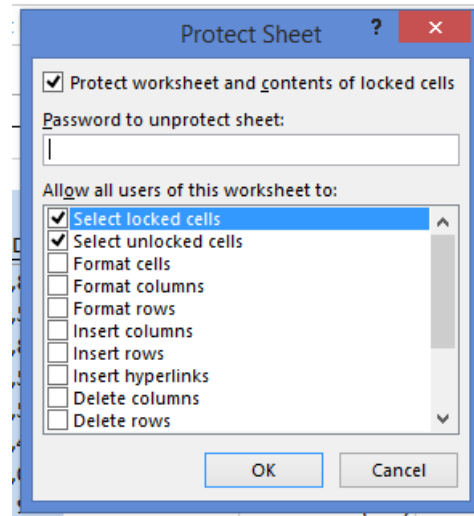 Protect Sheet
?
Protect worksheet and contents of locked cells
Password to unprotect sheet:
Allow all users of this worksheet to:
Select locked cells
Select unlocked cells
Format cells
Format columns
Format rows
Insert columns
Insert rows
Insert hyperlinks
Delete columns
Delete rows
OK
Cancel